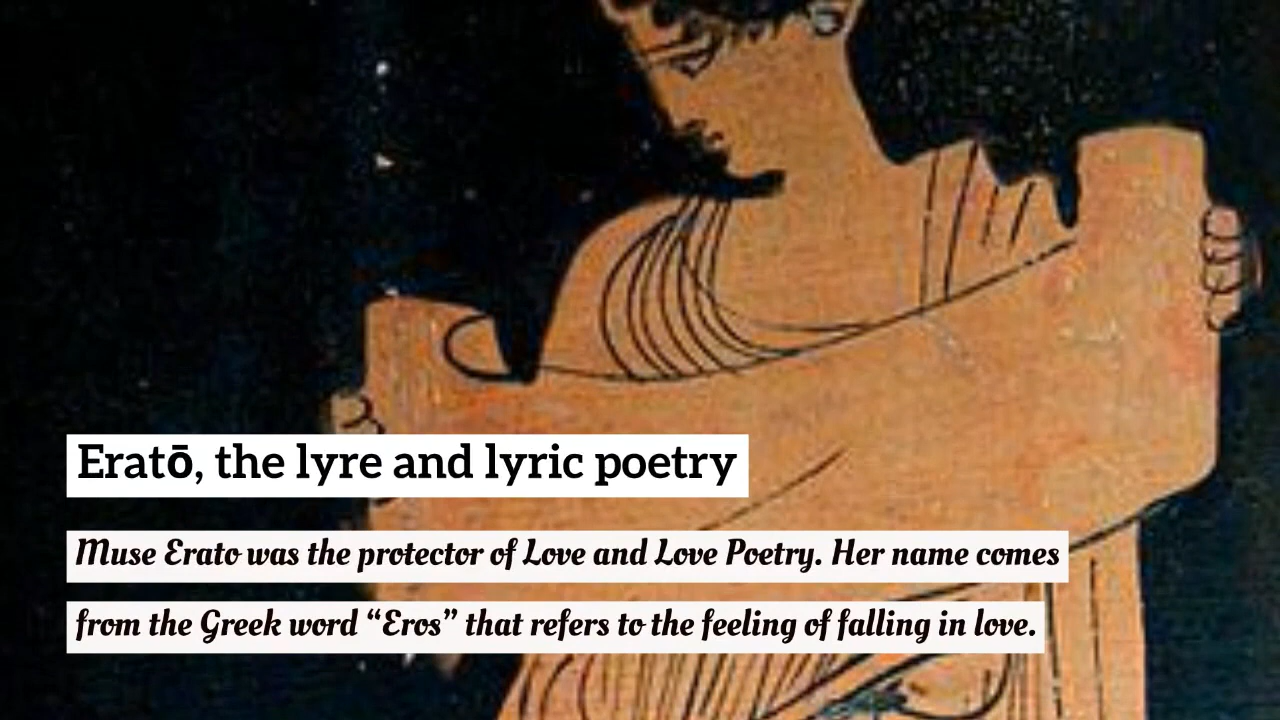 Eratō, the lyre and lyric poetry
Muse Erato was the protector of Love and Love Poetry. Her name comes
from the Greek word “Eros” that refers to the feeling of falling in love.